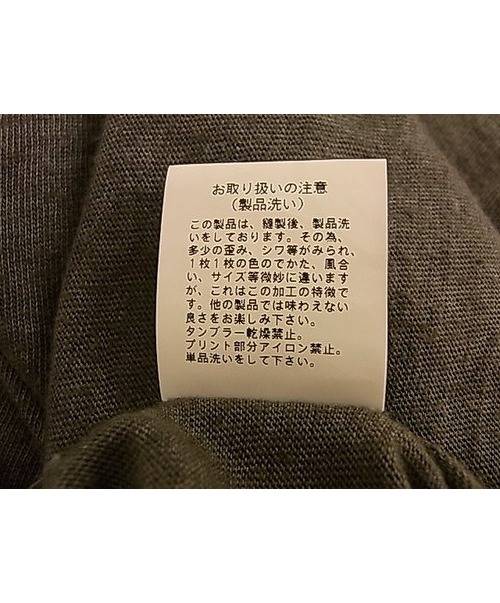 お取り扱いの注意
（製品洗い）
この製品は、縫製後、製品洗
いをしております。その為、
多少の歪み、シワ等がみられ、
１枚１枚の色のでかた、風合
い、サイズ等微妙に違います
が、これはこの加工の特徴で
す。他の製品では味わえない
良さをお楽しみ下さい。
タンブラー乾燥禁止。
プリント部分アイロン禁止。
単品洗いをして下さい。